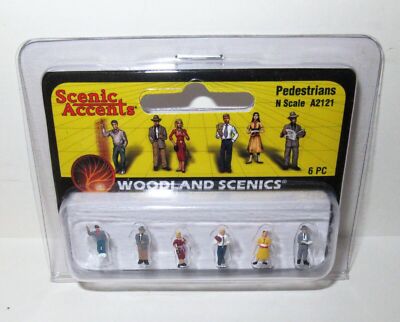 Scenic
Accents®
Pedestrians
N Scale A2121
6 PC
WOODLAND SCENICS®